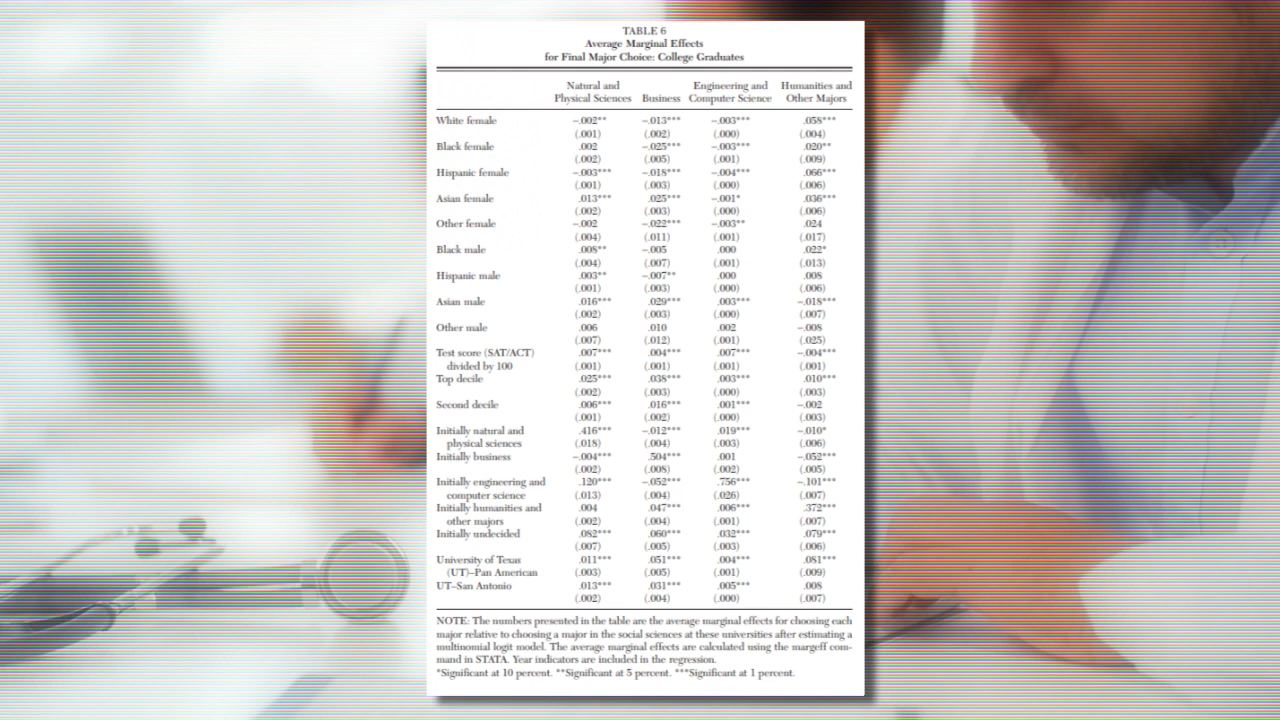 TABLE 6
Average Marginal Effects
for Final Major Choice: College Graduates
Natural and Engineering and Humanities and
Physical Sciences Business Computer Science Other Majors
White female −.002** −.013*** −.003*** .058***
(.001) (.002) (.000) (.004)
Black female .002 −.025*** −.003*** .020**
(.002) (.005) (.001) (.009)
Hispanic female −.003*** −.018*** −.004*** .066***
(.001) (.003) (.000) (.006)
Asian female .013*** .025*** −.001* .036***
(.002) (.003) (.000) (.006)
Other female −.002 −.022*** −.003** .024
(.004) (.011) (.001) (.017)
Black male .008** −.005 .000 .022*
(.004) (.007) (.001) (.013)
Hispanic male .003** −.007** .000 .008
(.001) (.003) (.000) (.006)
Asian male .016*** .029*** .003*** −.018***
(.002) (.003) (.000) (.007)
Other male .006 .010 .002 −.008
(.007) (.012) (.001) (.025)
Test score (SAT/ACT) .007*** .004*** .007*** −.004***
divided by 100 (.001) (.001) (.001) (.001)
Top decile .025*** .038*** .003*** .010***
(.002) (.003) (.000) (.003)
Second decile .006*** .016*** .001*** −.002
(.001) (.002) (.000) (.003)
Initially natural and .416*** −.012*** .019*** −.010*
physical sciences (.018) (.004) (.003) (.006)
Initially business −.004*** .504*** .001 −.052***
(.002) (.008) (.002) (.005)
Initially engineering and .120*** −.052*** .756*** −.101***
computer science (.013) (.004) (.026) (.007)
Initially humanities and .004 .047*** .006*** .372***
other majors (.002) (.004) (.001) (.007)
Initially undecided .082*** .060*** .032*** .079***
(.007) (.005) (.003) (.006)
University of Texas .011*** .051*** .004*** .081***
(UT)–Pan American (.003) (.005) (.001) (.009)
UT–San Antonio .013*** .031*** .005*** .008
(.002) (.004) (.000) (.007)
NOTE: The numbers presented in the table are the average marginal effects for choosing each
major relative to choosing a major in the social sciences at these universities after estimating a
multinomial logit model. The average marginal effects are calculated using the margeff com-
mand in STATA. Year indicators are included in the regression.
*Significant at 10 percent. **Significant at 5 percent. ***Significant at 1 percent.